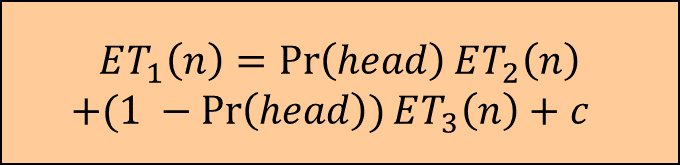 ET₁(n) = Pr(head) ET₂(n)
+(1 − Pr(head)) ET₃(n) + c